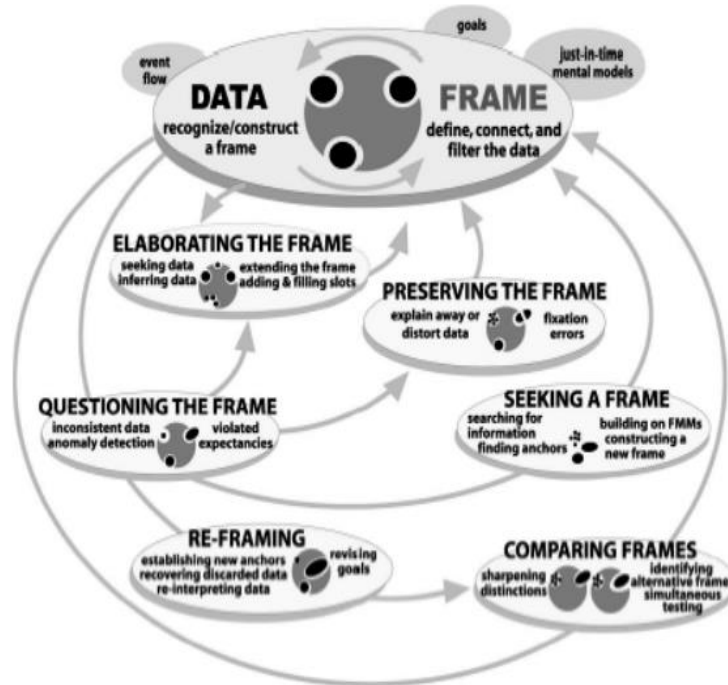 goals
event
flow
just-in-time
mental models
DATA
recognize/construct
a frame
FRAME
define, connect, and
filter the data
ELABORATING THE FRAME
seeking data
inferring data
extending the frame
adding & filling slots
PRESERVING THE FRAME
explain away or
distort data
fixation
errors
QUESTIONING THE FRAME
inconsistent data
anomaly detection
violated
expectancies
SEEKING A FRAME
searching for
information
finding anchors
building on FMMs
constructing a
new frame
RE-FRAMING
establishing new anchors
recovering discarded data
re-interpreting data
revising
goals
COMPARING FRAMES
sharpening
distinctions
identifying
alternative frame
simultaneous
testing